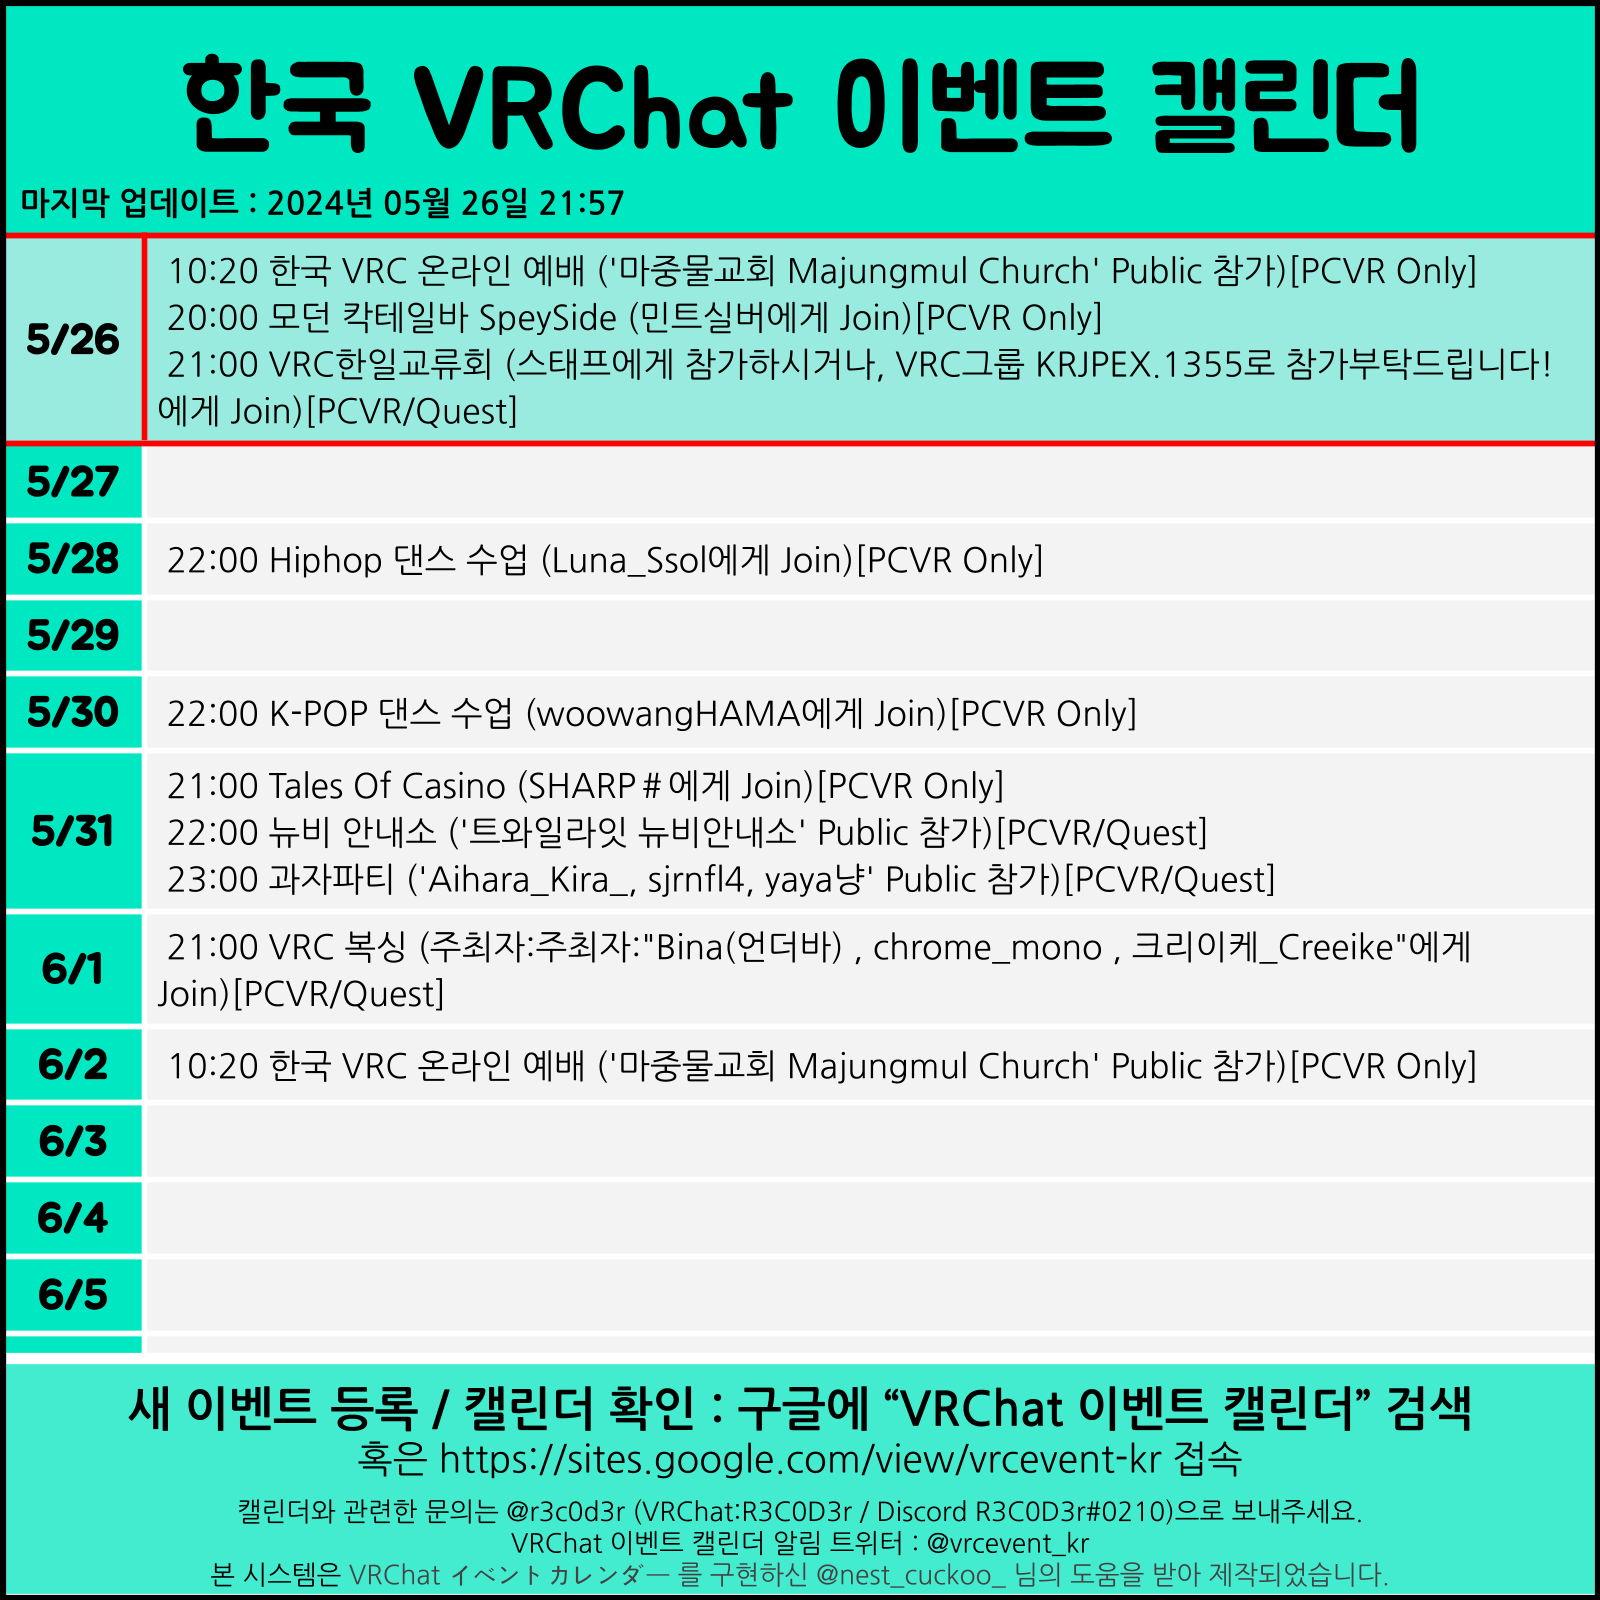 한국 VRChat 이벤트 캘린더
마지막 업데이트 : 2024년 05월 26일 21:57
5/26
10:20 한국 VRC 온라인 예배 ('마중물교회 Majungmul Church' Public 참가)[PCVR Only]
20:00 모던 칵테일바 SpeySide (민트실버에게 Join)[PCVR Only]
21:00 VRC한일교류회 (스태프에게 참가하시거나, VRC그룹 KRJPEX.1355로 참가부탁드립니다!
에게 Join)[PCVR/Quest]
5/27
5/28
22:00 Hiphop 댄스 수업 (Luna_Ssol에게 Join)[PCVR Only]
5/29
5/30
22:00 K-POP 댄스 수업 (woowangHAMA에게 Join)[PCVR Only]
5/31
21:00 Tales Of Casino (SHARP#에게 Join)[PCVR Only]
22:00 뉴비 안내소 ('트와일라잇 뉴비안내소' Public 참가)[PCVR/Quest]
23:00 과자파티 ('Aihara_Kira_, sjrnfl4, yaya냥' Public 참가)[PCVR/Quest]
6/1
21:00 VRC 복싱 (주최자:주최자:"Bina(언더바) , chrome_mono , 크리이케_Creeike"에게
Join)[PCVR/Quest]
6/2
10:20 한국 VRC 온라인 예배 ('마중물교회 Majungmul Church' Public 참가)[PCVR Only]
6/3
6/4
6/5
새 이벤트 등록 / 캘린더 확인 : 구글에 “VRChat 이벤트 캘린더” 검색
혹은 https://sites.google.com/view/vrcevent-kr 접속
캘린더와 관련한 문의는 @r3c0d3r (VRChat:R3C0D3r / Discord R3C0D3r#0210)으로 보내주세요.
VRChat 이벤트 캘린더 알림 트위터 : @vrcevent_kr
본 시스템은 VRChat イベントカレンダー 를 구현하신 @nest_cuckoo_ 님의 도움을 받아 제작되었습니다.